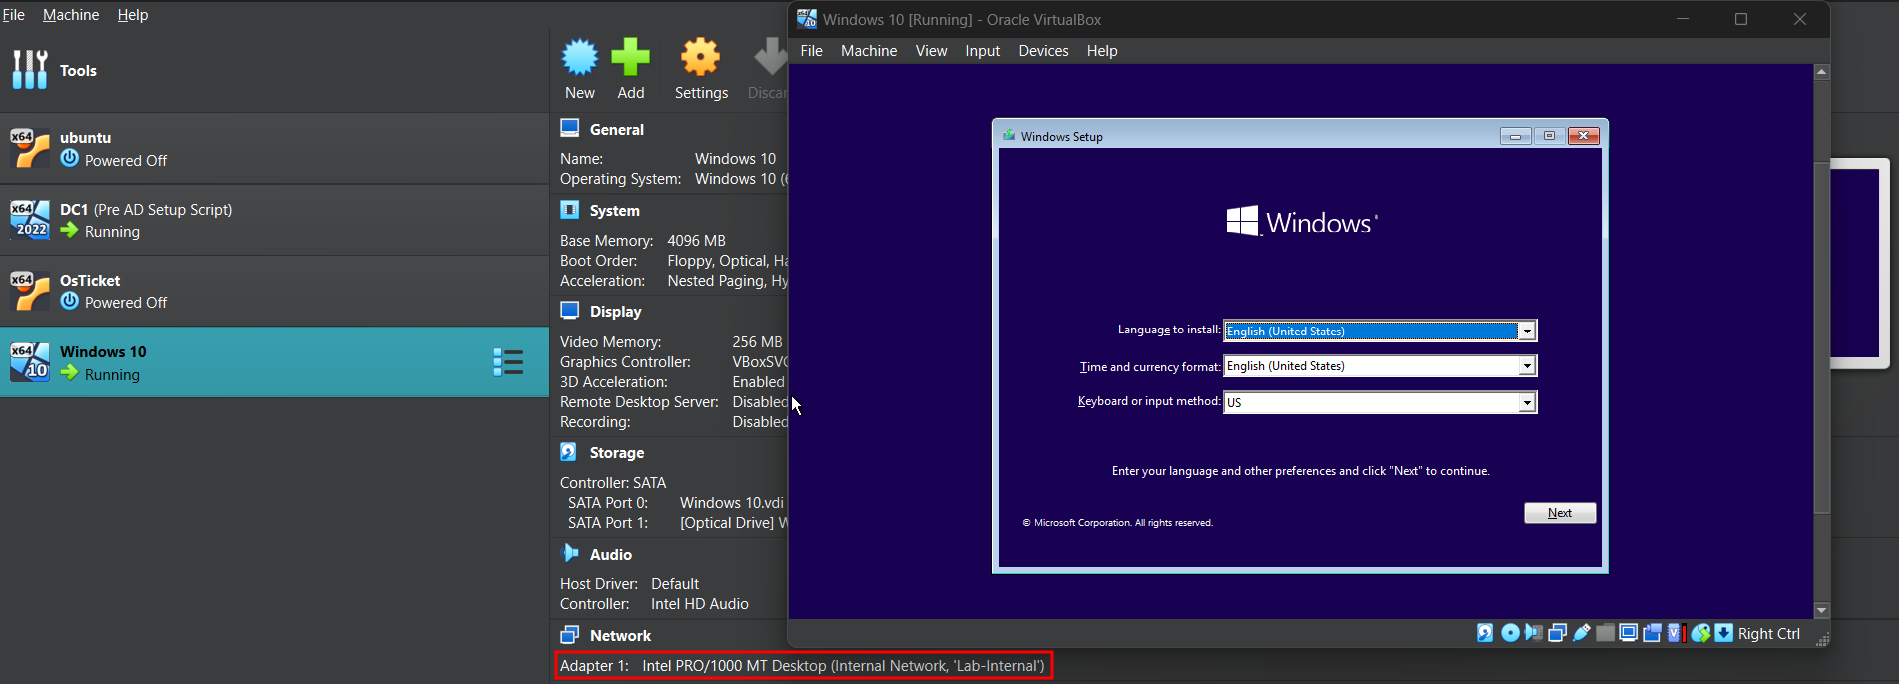 File Machine Help
Tools
ubuntu
Powered Off
DC1 (Pre AD Setup Script)
Running
OsTicket
Powered Off
Windows 10
Running
x64
x64
2022
x64
x64
10
New Add Settings
General
Name: Windows 10
Operating System: Windows 10
System
Base Memory: 4096 MB
Boot Order: Floppy, Optical,
Acceleration: Nested Paging,
Display
Video Memory: 256 MB
Graphics Controller:
3D Acceleration: Enabled
Remote Desktop Server: Disabled
Recording: Disabled
Storage
Controller: SATA
SATA Port 0: Windows 10.vdi
SATA Port 1: [Optical Drive]
Audio
Host Driver: Default
Controller: Intel HD Audio
Network
Adapter 1: Intel PRO/1000 MT Desktop (Internal Network, 'Lab-Internal')
Windows 10 [Running] - Oracle VirtualBox
File Machine View Input Devices Help
Windows Setup
Windows
Language to install: English (United States)
Time and currency format: English (United States)
Keyboard or input method: US
Enter your language and other preferences and click "Next" to continue.
Next
© Microsoft Corporation. All rights reserved.
Right Ctrl